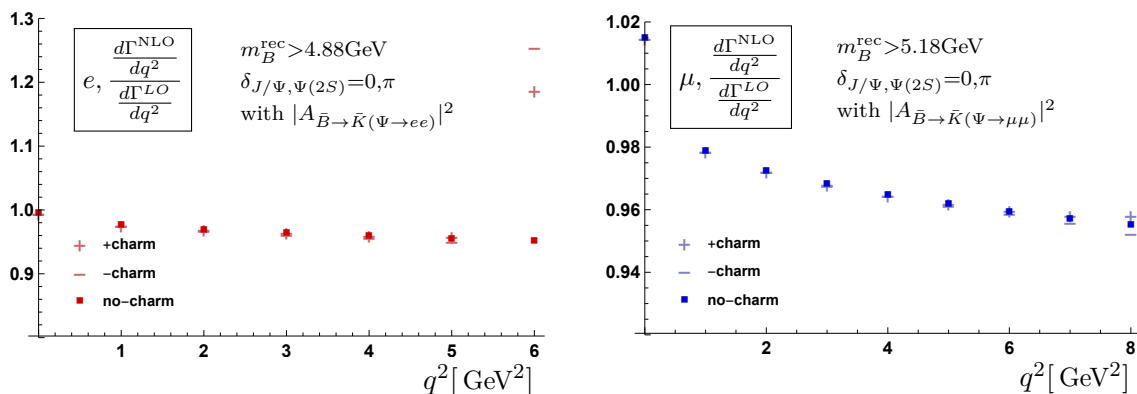 1.3
1.2
1.1
1.0
0.9
e, dΓ^NLO/dq² / dΓ^LO/dq²
m_B^rec>4.88GeV
δ_J/Ψ,Ψ(2S)=0,π
with |A_B̄→K̄(Ψ→ee)|²
+charm
−charm
no−charm
1 2 3 4 5 6
q²[GeV²]
1.02
1.00
0.98
0.96
0.94
μ, dΓ^NLO/dq² / dΓ^LO/dq²
m_B^rec>5.18GeV
δ_J/Ψ,Ψ(2S)=0,π
with |A_B̄→K̄(Ψ→μμ)|²
+charm
−charm
no−charm
2 4 6 8
q²[GeV²]